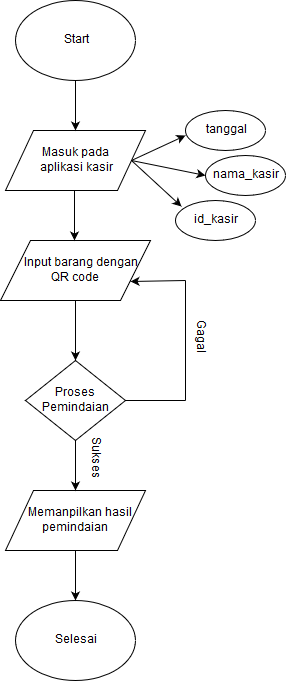 Start
Masuk pada
aplikasi kasir
tanggal
nama_kasir
id_kasir
Input barang dengan
QR code
Gagal
Proses
Pemindaian
Sukses
Memanpilkan hasil
pemindaian
Selesai